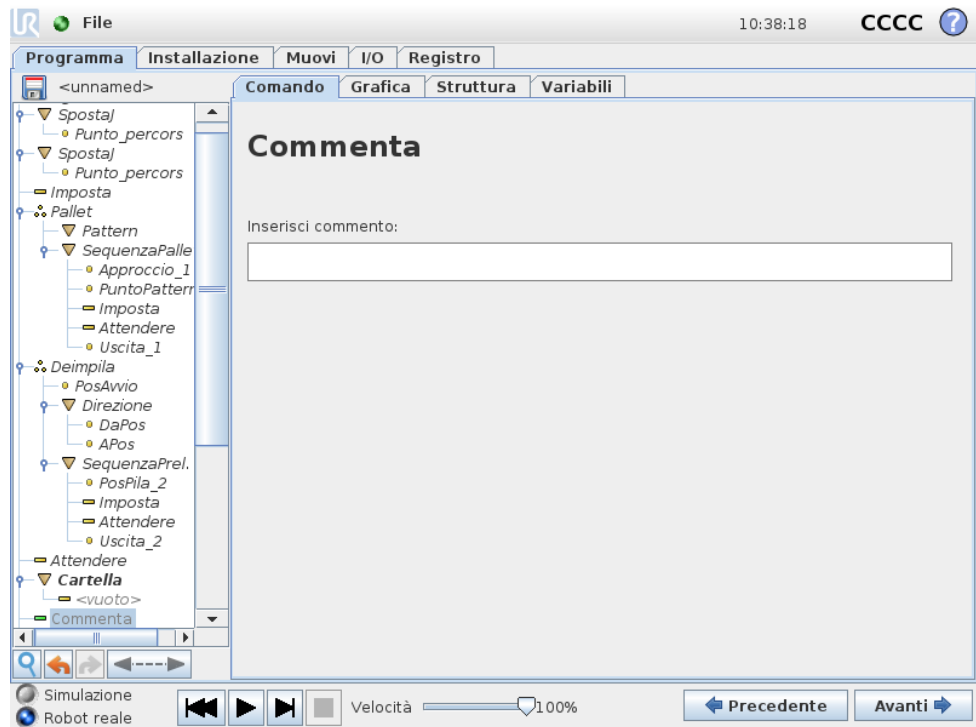 File
10:38:18
CCCC
?
Programma Installazione Muovi I/O Registro
<unnamed>
Comando Grafica Struttura Variabili
SpostaJ
Punto_percors
SpostaJ
Punto_percors
Imposta
Pallet
Pattern
SequenzaPalle
Approccio_1
PuntoPattern
Imposta
Attendere
Uscita_1
Deimpila
PosAvvio
Direzione
DaPos
APos
SequenzaPrel.
PosPila_2
Imposta
Attendere
Uscita_2
Attendere
Cartella
<vuoto>
Commenta
Commenta
Inserisci commento:
Simulazione
Robot reale
Velocità 100%
Precedente
Avanti